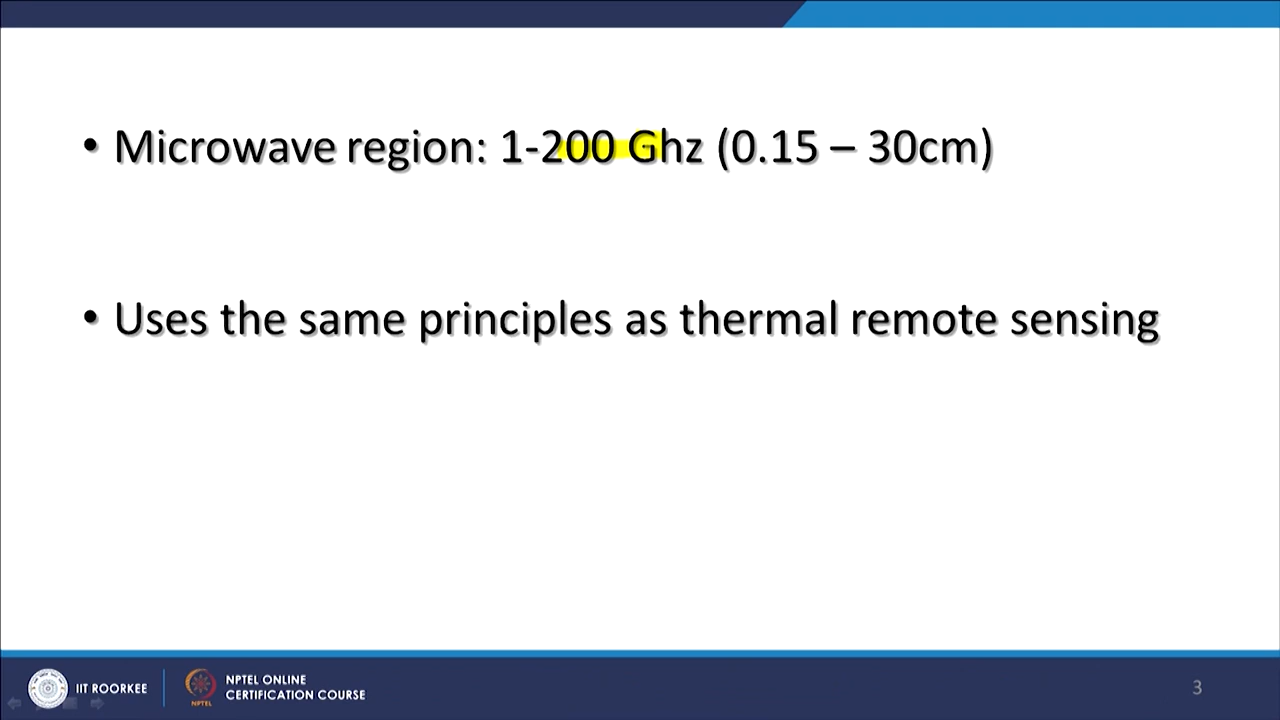 • Microwave region: 1-200 Ghz (0.15 – 30cm)
• Uses the same principles as thermal remote sensing
IIT ROORKEE
NPTEL
NPTEL ONLINE
CERTIFICATION COURSE
3